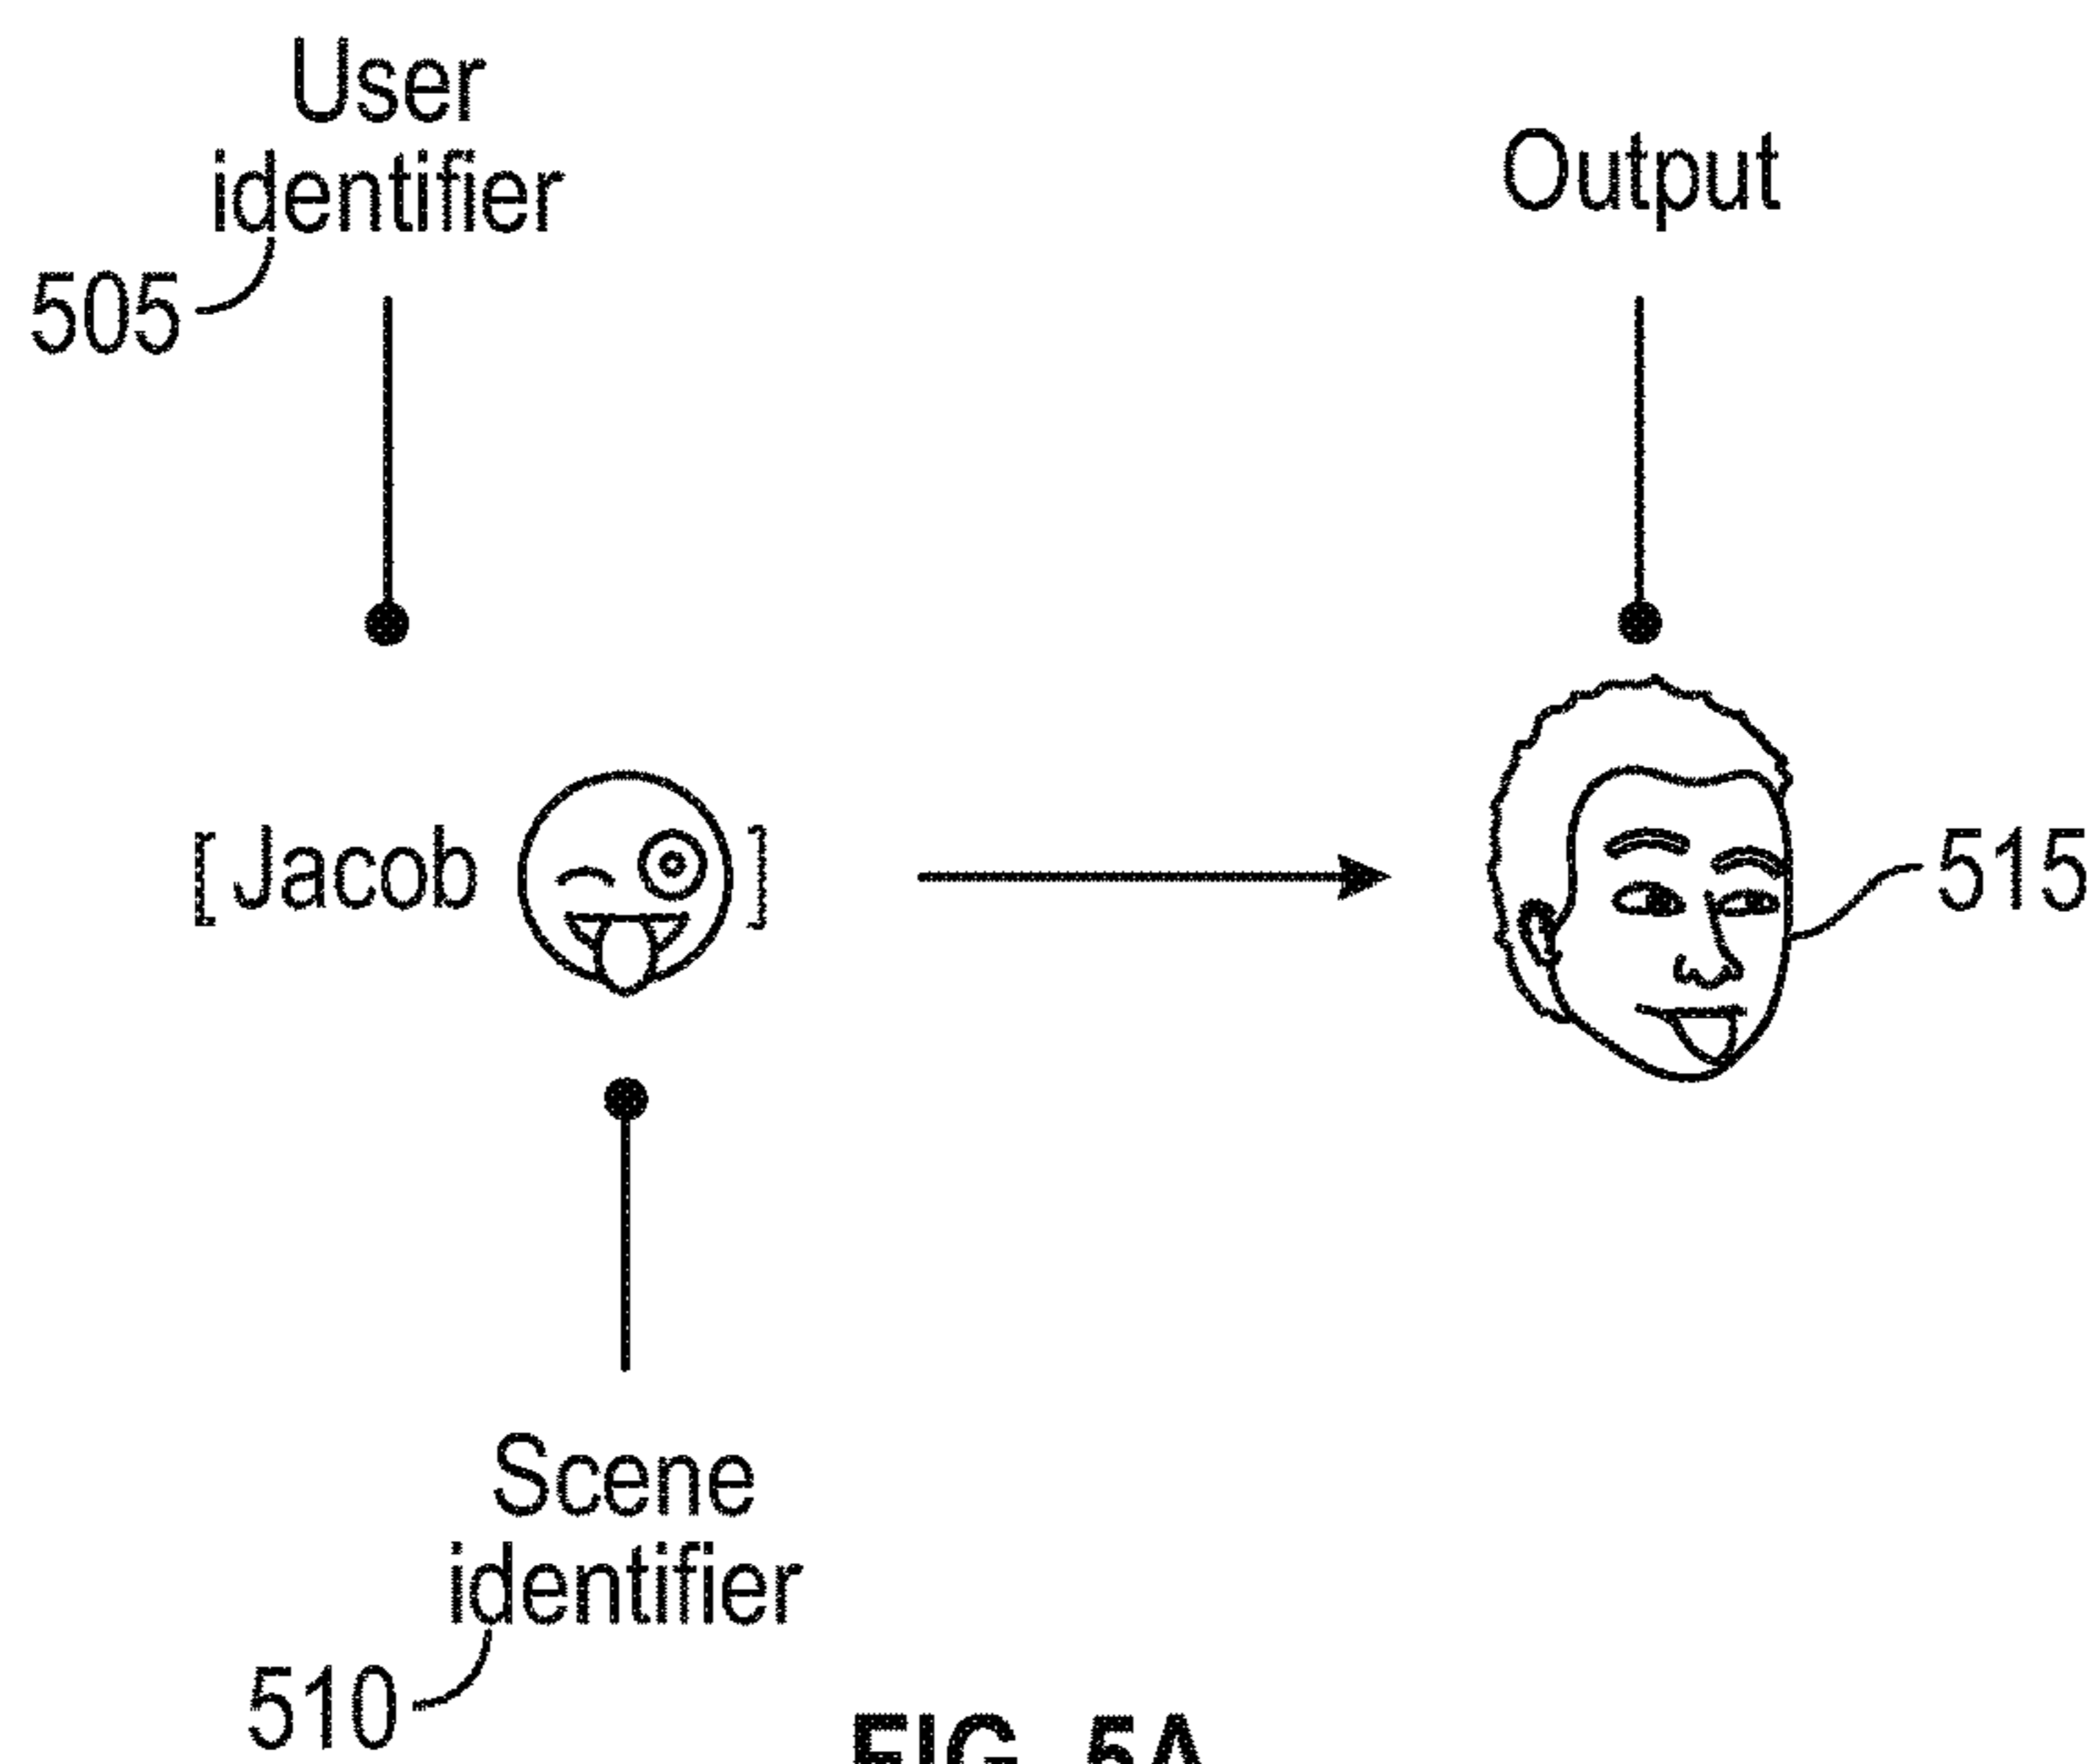 User
identifier
505
Output
[ Jacob ]
515
Scene
identifier
510
FIG. 5A